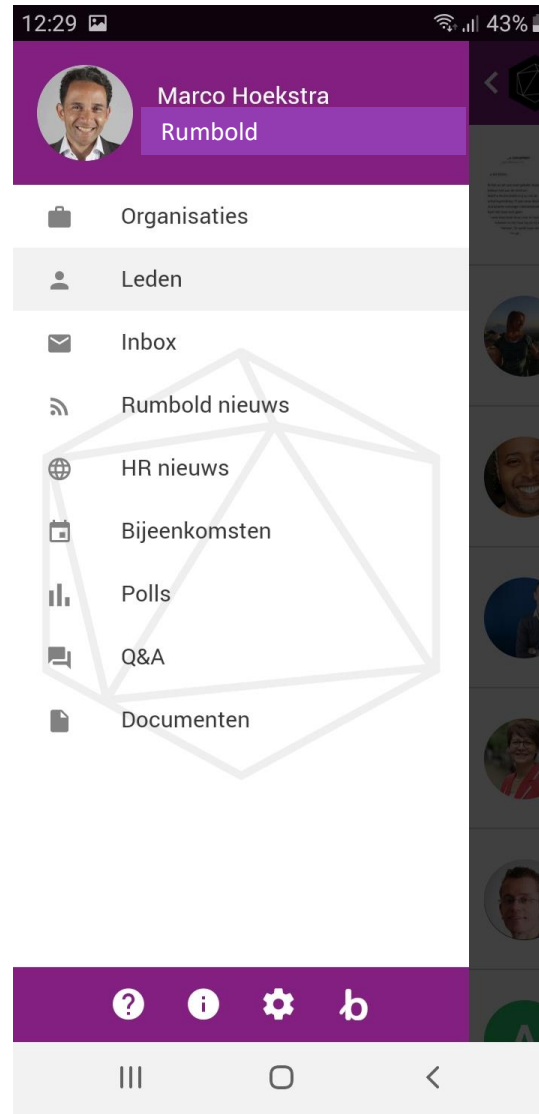 12:29
43%
Marco Hoekstra
Rumbold
Organisaties
Leden
Inbox
Rumbold nieuws
HR nieuws
Bijeenkomsten
Polls
Q&A
Documenten
A